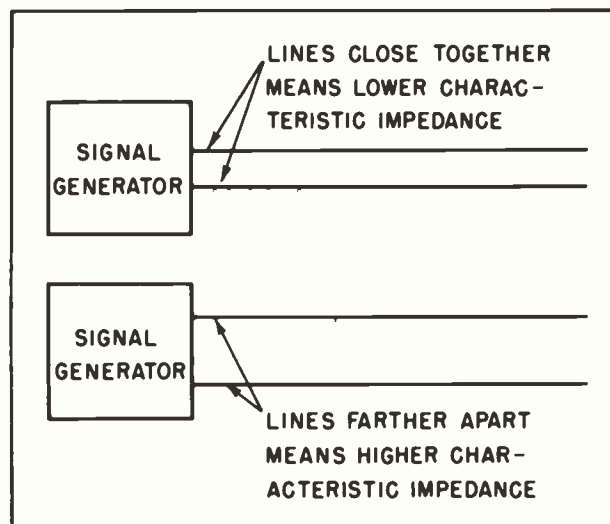 LINES CLOSE TOGETHER
MEANS LOWER CHARAC-
TERISTIC IMPEDANCE
SIGNAL
GENERATOR
SIGNAL
GENERATOR
LINES FARTHER APART
MEANS HIGHER CHAR-
ACTERISTIC IMPEDANCE